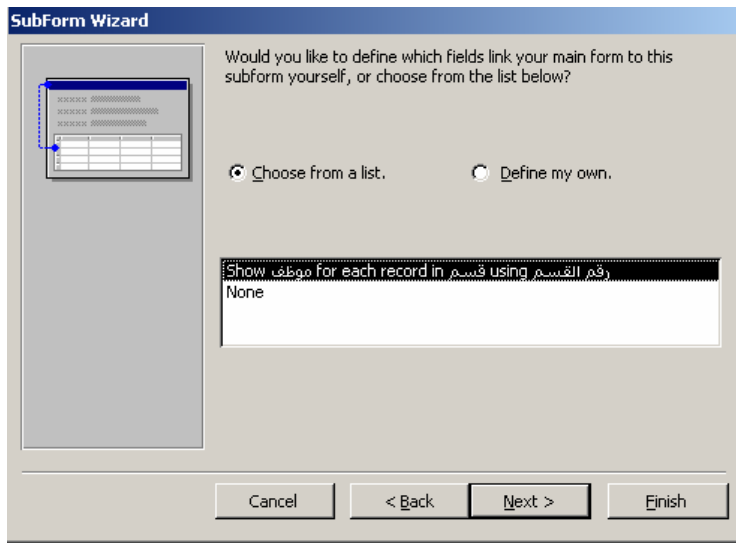 SubForm Wizard
Would you like to define which fields link your main form to this
subform yourself, or choose from the list below?
Choose from a list.
Define my own.
Show موظف for each record in قسم using رقم القسم
None
Cancel
< Back
Next >
Finish